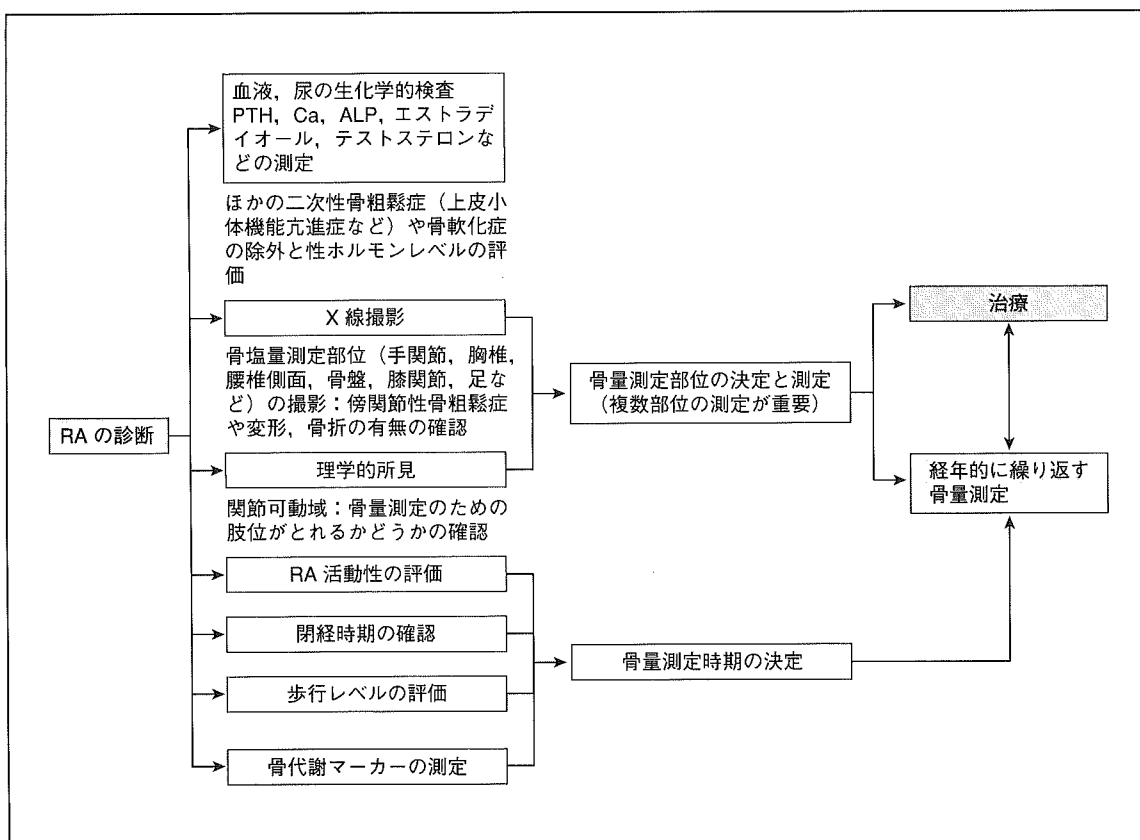 血液，尿の生化学的検査
PTH，Ca，ALP，エストラデ
イオール，テストステロンな
どの測定
ほかの二次性骨粗鬆症（上皮小
体機能亢進症など）や骨軟化症
の除外と性ホルモンレベルの評
価
X 線撮影
骨塩量測定部位（手関節，胸椎，
腰椎側面，骨盤，膝関節，足な
ど）の撮影：傍関節性骨粗鬆症
や変形，骨折の有無の確認
RA の診断
理学的所見
関節可動域：骨量測定のための
肢位がとれるかどうかの確認
RA 活動性の評価
閉経時期の確認
歩行レベルの評価
骨代謝マーカーの測定
骨量測定部位の決定と測定
（複数部位の測定が重要）
骨量測定時期の決定
治療
経年的に繰り返す
骨量測定